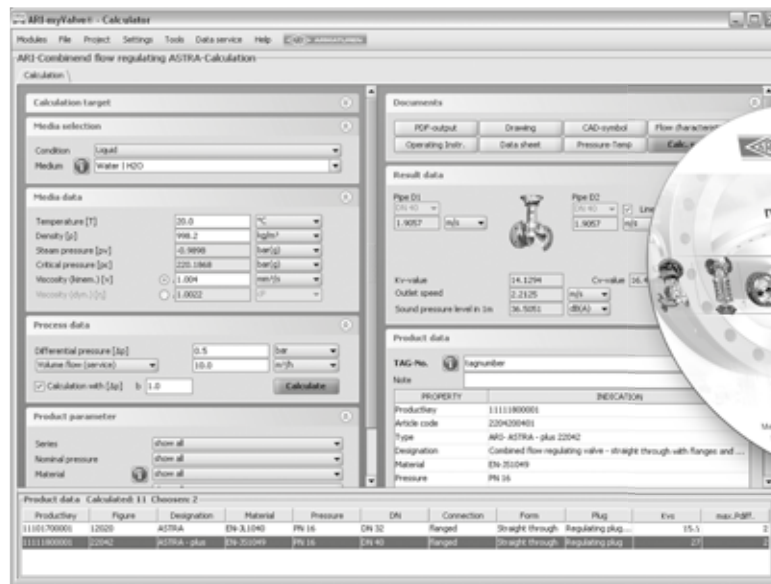 ARI-myValve® - Calculator
Modules File Project Settings Tools Data service Help
ARI-Combinend flow regulating ASTRA-Calculation
Calculation
Calculation target
Media selection
Condition Liquid
Medium Water | H2O
Media data
Temperature [T] 20.0 °C
Density [ρ] 998.2 kg/m³
Steam pressure [pv] -0.9898 bar(g)
Critical pressure [pc] 220.1868 bar(g)
Viscosity (kinem.) [v] 1.004 mm²/s
Viscosity (dyn.) [η] 1.0022 cP
Process data
Differential pressure [Δp] 0.5 bar
Volume flow (service) 10.0 m³/h
Calculation with [Δp] b 1.0 Calculate
Product parameter
Series show all
Nominal pressure show all
Material show all
Documents
PDF-output Drawing CAD-symbol
Operating Instr. Data sheet Pressure-Temp
Result data
Pipe D1 Pipe D2
DN 40 DN 40
1.9057 m/s 1.9057 m/s
Kv-value 14.1294 Cv-value 16.4
Outlet speed 2.2125 m/s
Sound pressure level in 1m 36.5051 dB(A)
Product data
TAG-No. tagnumber
Note
PROPERTY INDICATION
Productkey 11111800001
Article code 2204200401
Type ARI- ASTRA - plus 22042
Designation Combined flow regulating valve - straight through with flanges and ...
Material EN-JS1049
Pressure PN 16
Product data Calculated: 11 Choosen: 2
Productkey Figure Designation Material Pressure DN Connection Form Plug Kvs max.Pdiff.
11101700001 12020 ASTRA EN-JL1040 PN 16 DN 32 flanged Straight through Regulating plug... 15.5 2
11111800001 22042 ASTRA - plus EN-JS1049 PN 16 DN 40 flanged Straight through Regulating plug 27 2